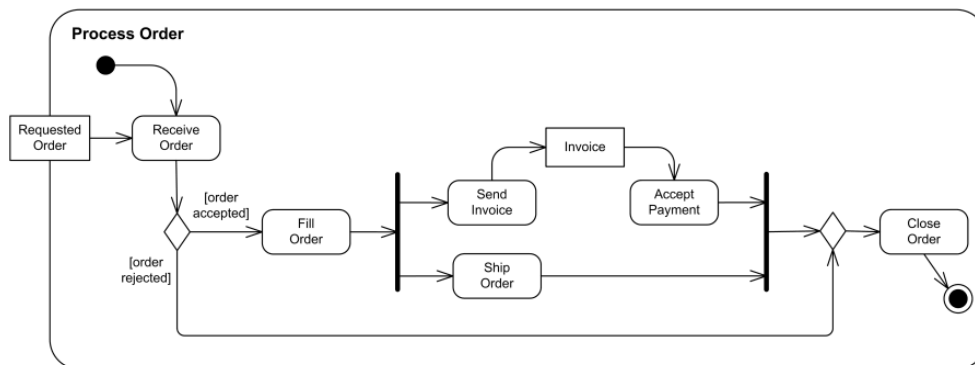 Process Order
Requested
Order
Receive
Order
[order
accepted]
[order
rejected]
Fill
Order
Send
Invoice
Invoice
Accept
Payment
Ship
Order
Close
Order